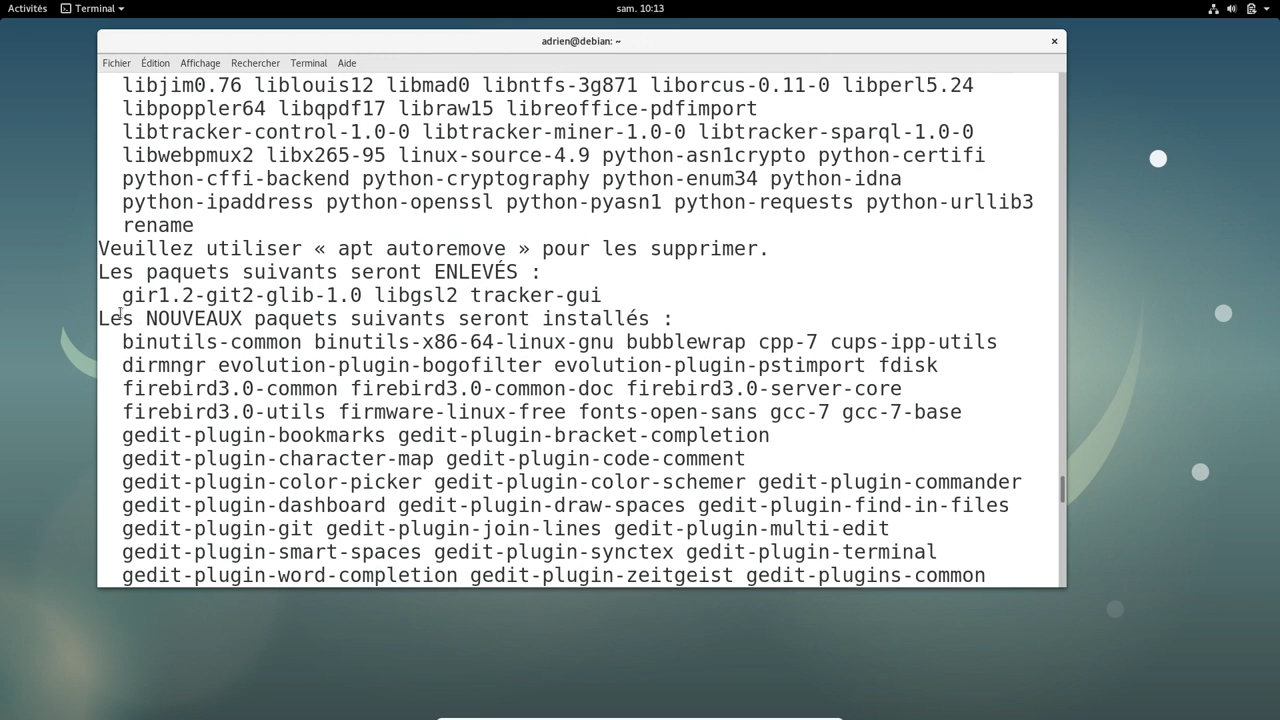 Activités Terminal sam. 10:13
adrien@debian: ~ ×
Fichier Édition Affichage Rechercher Terminal Aide
libjim0.76 liblouis12 libmad0 libntfs-3g871 liborcus-0.11-0 libperl5.24
libpoppler64 libqpdf17 libraw15 libreoffice-pdfimport
libtracker-control-1.0-0 libtracker-miner-1.0-0 libtracker-sparql-1.0-0
libwebpmux2 libx265-95 linux-source-4.9 python-asn1crypto python-certifi
python-cffi-backend python-cryptography python-enum34 python-idna
python-ipaddress python-openssl python-pyasn1 python-requests python-urllib3
rename
Veuillez utiliser « apt autoremove » pour les supprimer.
Les paquets suivants seront ENLEVÉS :
gir1.2-git2-glib-1.0 libgsl2 tracker-gui
Les NOUVEAUX paquets suivants seront installés :
binutils-common binutils-x86-64-linux-gnu bubblewrap cpp-7 cups-ipp-utils
dirmngr evolution-plugin-bogofilter evolution-plugin-pstimport fdisk
firebird3.0-common firebird3.0-common-doc firebird3.0-server-core
firebird3.0-utils firmware-linux-free fonts-open-sans gcc-7 gcc-7-base
gedit-plugin-bookmarks gedit-plugin-bracket-completion
gedit-plugin-character-map gedit-plugin-code-comment
gedit-plugin-color-picker gedit-plugin-color-schemer gedit-plugin-commander
gedit-plugin-dashboard gedit-plugin-draw-spaces gedit-plugin-find-in-files
gedit-plugin-git gedit-plugin-join-lines gedit-plugin-multi-edit
gedit-plugin-smart-spaces gedit-plugin-synctex gedit-plugin-terminal
gedit-plugin-word-completion gedit-plugin-zeitgeist gedit-plugins-common